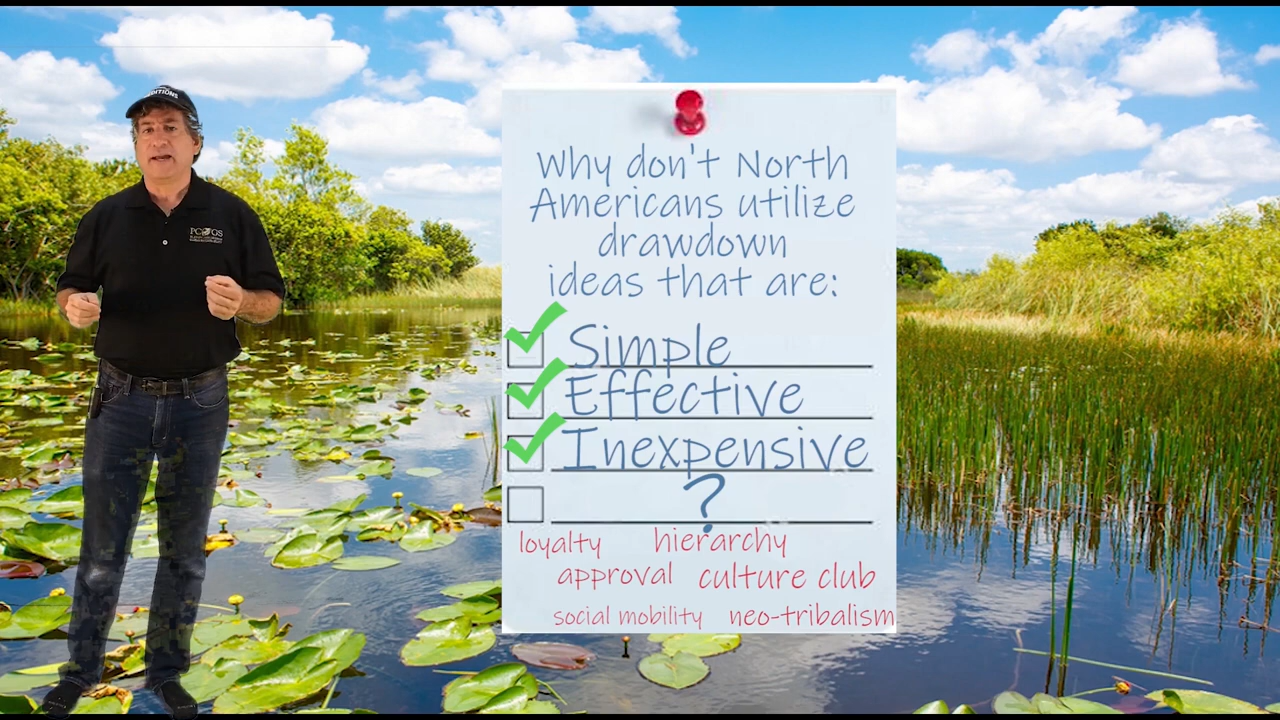 Why don't North
Americans utilize
drawdown
ideas that are:
Simple
Effective
Inexpensive
?
loyalty hierarchy
approval culture club
social mobility neo-tribalism